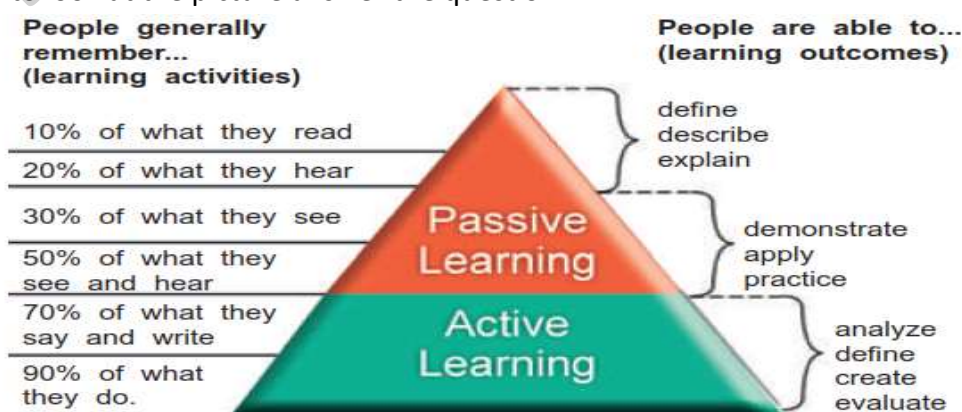 People generally
remember...
(learning activities)
10% of what they read
20% of what they hear
30% of what they see
50% of what they
see and hear
70% of what they
say and write
90% of what
they do.
Passive
Learning
Active
Learning
People are able to...
(learning outcomes)
define
describe
explain
demonstrate
apply
practice
analyze
define
create
evaluate